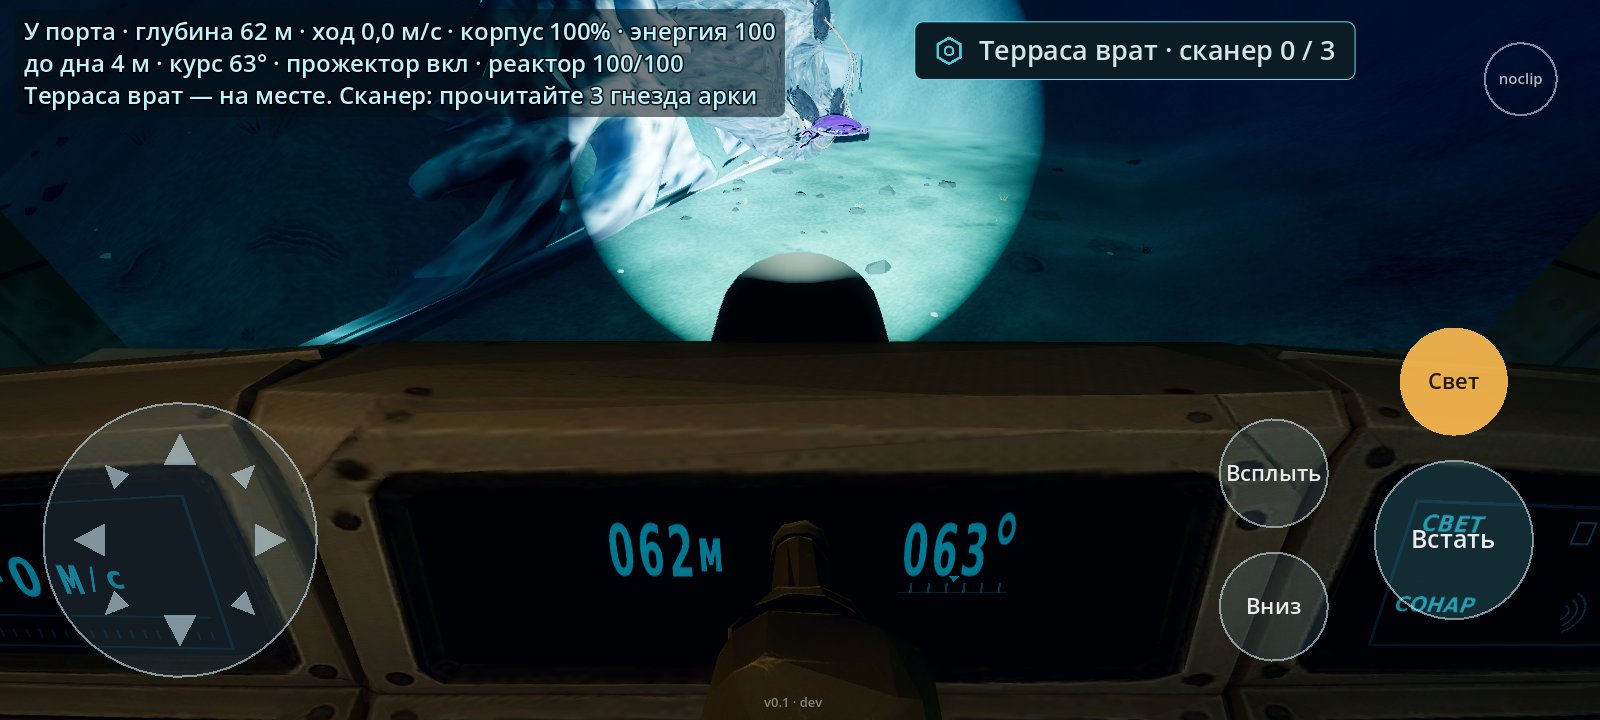 У порта · глубина 62 м · ход 0,0 м/с · корпус 100% · энергия 100
до дна 4 м · курс 63° · прожектор вкл · реактор 100/100
Терраса врат — на месте. Сканер: прочитайте 3 гнезда арки
Терраса врат · сканер 0 / 3
noclip
Свет
Всплыть
Встать
Вниз
СВЕТ
СОНАР
062м
063°
0 м/с
v0.1 · dev